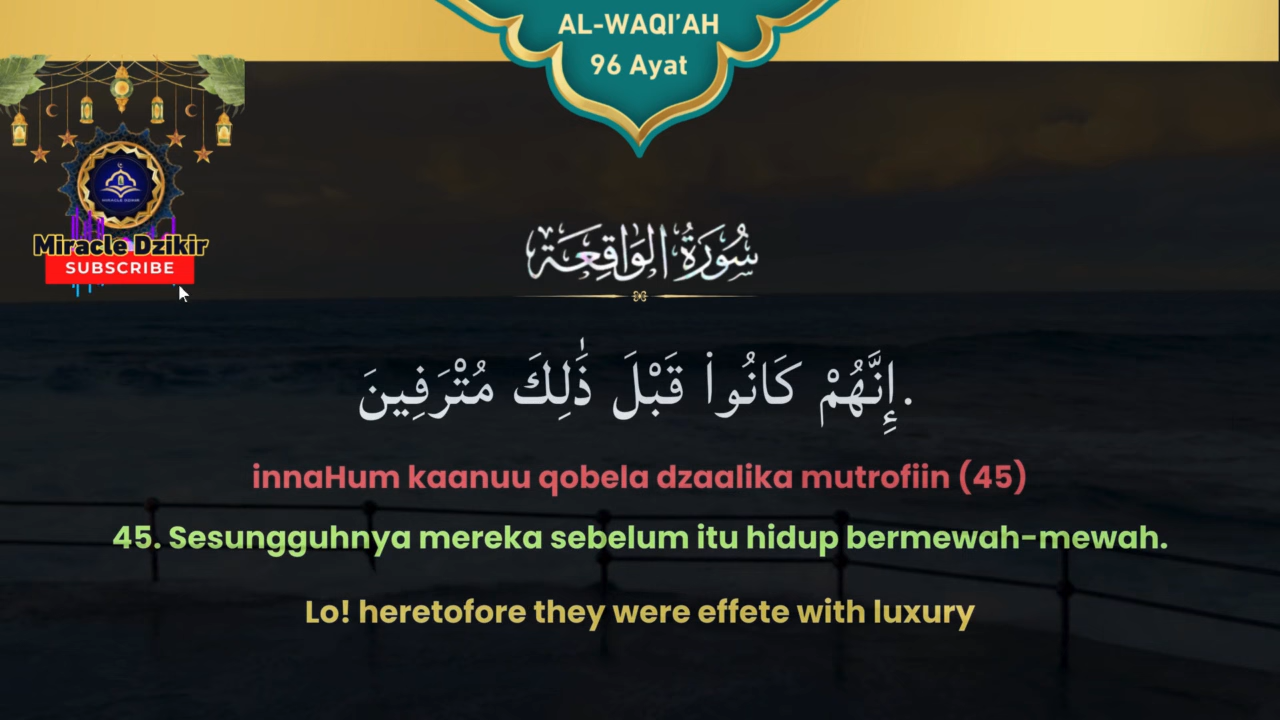 AL-WAQI’AH
96 Ayat
Miracle Dzikir
SUBSCRIBE
سُورَةُ الوَاقِعَة
إِنَّهُمْ كَانُوا۟ قَبْلَ ذَٰلِكَ مُتْرَفِينَ.
innaHum kaanuu qobela dzaalika mutrofiin (45)
45. Sesungguhnya mereka sebelum itu hidup bermewah-mewah.
Lo! heretofore they were effete with luxury